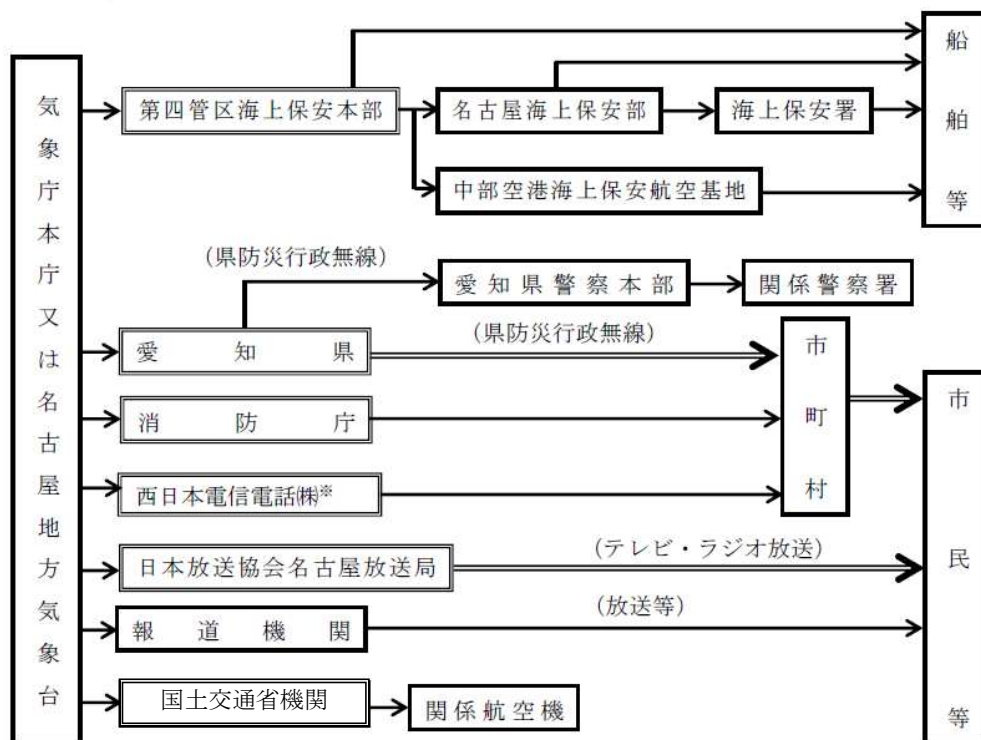 気象庁本庁又は名古屋地方気象台
第四管区海上保安本部
名古屋海上保安部
海上保安署
船舶等
中部空港海上保安航空基地
(県防災行政無線)
愛知県警察本部
関係警察署
愛知県
(県防災行政無線)
市町村
消防庁
西日本電信電話㈱※
日本放送協会名古屋放送局
(テレビ・ラジオ放送)
市民等
報道機関
(放送等)
国土交通省機関
関係航空機